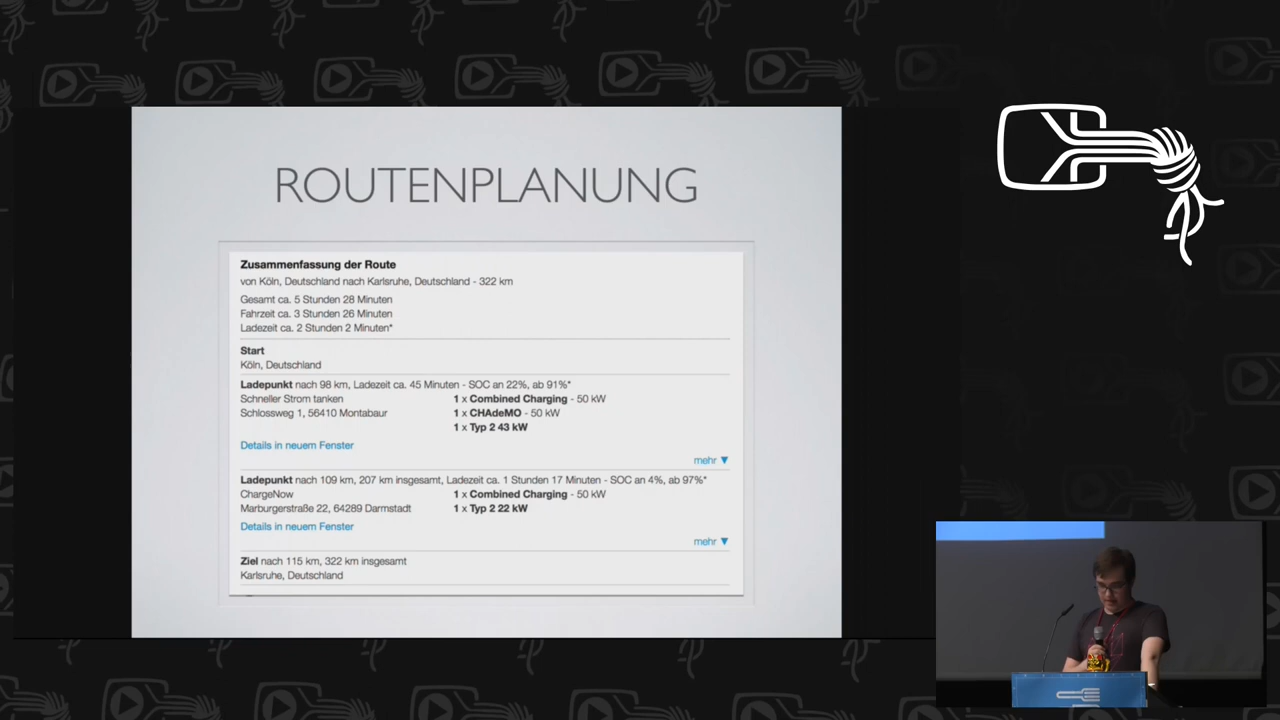 ROUTENPLANUNG
Zusammenfassung der Route
von Köln, Deutschland nach Karlsruhe, Deutschland - 322 km
Gesamt ca. 5 Stunden 28 Minuten
Fahrzeit ca. 3 Stunden 26 Minuten
Ladezeit ca. 2 Stunden 2 Minuten*
Start
Köln, Deutschland
Ladepunkt nach 98 km, Ladezeit ca. 45 Minuten - SOC an 22%, ab 91%*
Schneller Strom tanken 1 x Combined Charging - 50 kW
Schlossweg 1, 56410 Montabaur 1 x CHAdeMO - 50 kW
1 x Typ 2 43 kW
Details in neuem Fenster
mehr ▼
Ladepunkt nach 109 km, 207 km insgesamt, Ladezeit ca. 1 Stunden 17 Minuten - SOC an 4%, ab 97%*
ChargeNow 1 x Combined Charging - 50 kW
Marburgerstraße 22, 64289 Darmstadt 1 x Typ 2 22 kW
Details in neuem Fenster
mehr ▼
Ziel nach 115 km, 322 km insgesamt
Karlsruhe, Deutschland